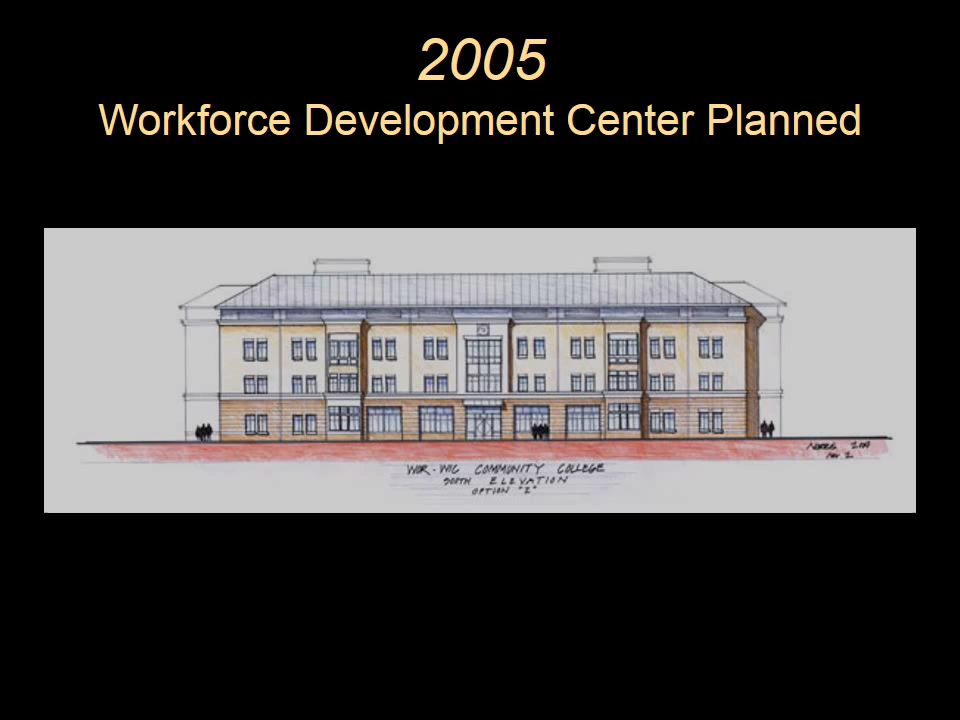 2005
Workforce Development Center Planned
WOR-WIC COMMUNITY COLLEGE
SOUTH ELEVATION
OPTION "2"